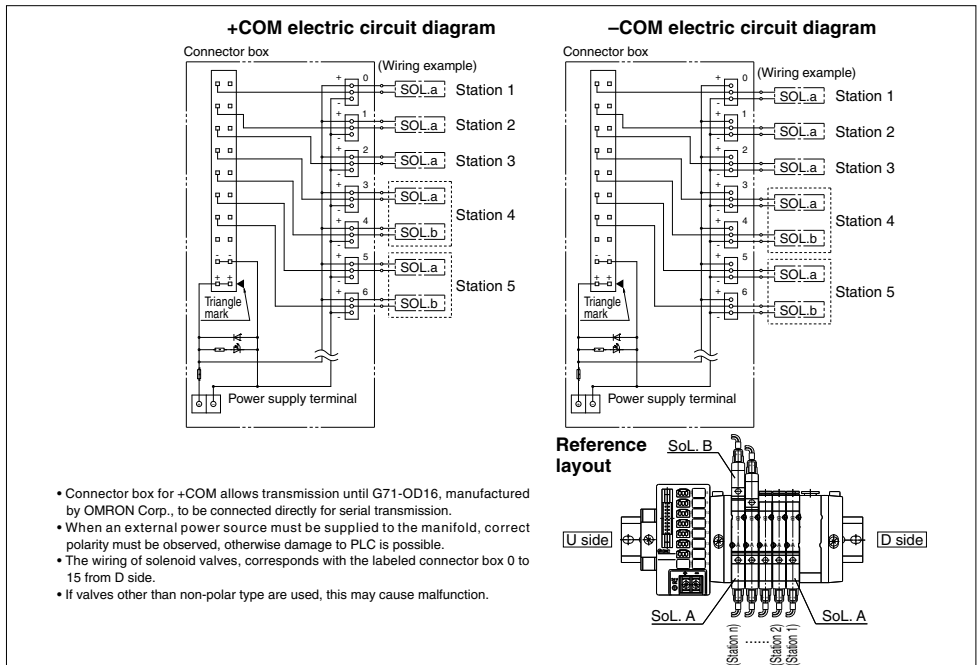 +COM electric circuit diagram
Connector box
(Wiring example)
+ 0 -
SOL.a Station 1
+ 1 -
SOL.a Station 2
+ 2 -
SOL.a Station 3
+ 3 -
SOL.a
Station 4
+ 4 -
SOL.b
+ 5 -
SOL.a
Station 5
+ 6 -
SOL.b
- -
+ +
Triangle
mark
Power supply terminal
–COM electric circuit diagram
Connector box
(Wiring example)
+ 0 -
SOL.a Station 1
+ 1 -
SOL.a Station 2
+ 2 -
SOL.a Station 3
+ 3 -
SOL.a
Station 4
+ 4 -
SOL.b
+ 5 -
SOL.a
Station 5
+ 6 -
SOL.b
- -
+ +
Triangle
mark
Power supply terminal
• Connector box for +COM allows transmission until G71-OD16, manufactured
by OMRON Corp., to be connected directly for serial transmission.
• When an external power source must be supplied to the manifold, correct
polarity must be observed, otherwise damage to PLC is possible.
• The wiring of solenoid valves, corresponds with the labeled connector box 0 to
15 from D side.
• If valves other than non-polar type are used, this may cause malfunction.
Reference
layout
SoL. B
U side
D side
SoL. A
SoL. A
(Station n)
......
(Station 2)
(Station 1)